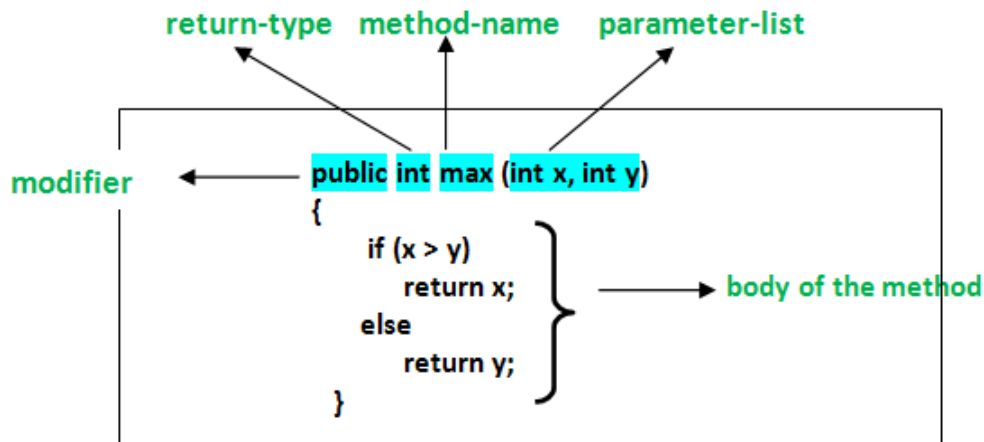 return-type method-name parameter-list
modifier
public int max (int x, int y)
{
if (x > y)
return x;
else
return y;
}
body of the method